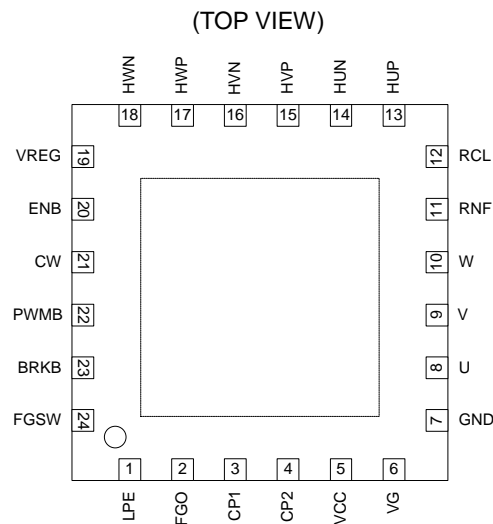 (TOP VIEW)
HWN HWP HVN HVP HUN HUP
18 17 16 15 14 13
VREG 19 12 RCL
ENB 20 11 RNF
CW 21 10 W
PWMB 22 9 V
BRKB 23 8 U
FGSW 24 7 GND
1 2 3 4 5 6
LPE FGO CP1 CP2 VCC VG